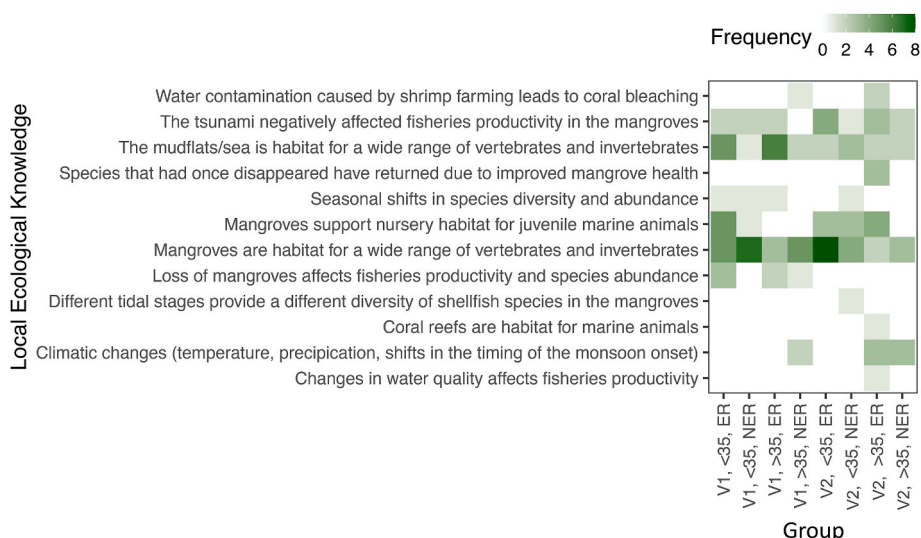 Frequency
0 2 4 6 8
Local Ecological Knowledge
Water contamination caused by shrimp farming leads to coral bleaching
The tsunami negatively affected fisheries productivity in the mangroves
The mudflats/sea is habitat for a wide range of vertebrates and invertebrates
Species that had once disappeared have returned due to improved mangrove health
Seasonal shifts in species diversity and abundance
Mangroves support nursery habitat for juvenile marine animals
Mangroves are habitat for a wide range of vertebrates and invertebrates
Loss of mangroves affects fisheries productivity and species abundance
Different tidal stages provide a different diversity of shellfish species in the mangroves
Coral reefs are habitat for marine animals
Climatic changes (temperature, precipication, shifts in the timing of the monsoon onset)
Changes in water quality affects fisheries productivity
V1, <35, ER
V1, <35, NER
V1, >35, ER
V1, >35, NER
V2, <35, ER
V2, <35, NER
V2, >35, ER
V2, >35, NER
Group